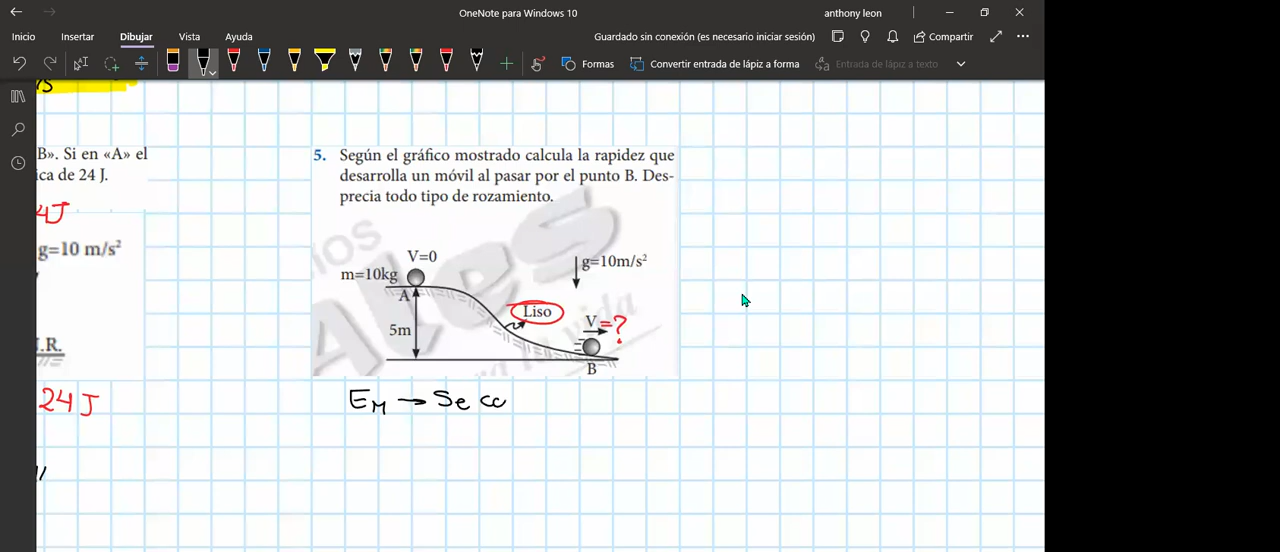 OneNote para Windows 10
anthony leon
Inicio
Insertar
Dibujar
Vista
Ayuda
Guardado sin conexión (es necesario iniciar sesión)
Compartir
Formas
Convertir entrada de lápiz a forma
Entrada de lápiz a texto
B». Si en «A» el
ica de 24 J.
4J
g=10 m/s²
.R.
24 J
5. Según el gráfico mostrado calcula la rapidez que
desarrolla un móvil al pasar por el punto B. Des-
precia todo tipo de rozamiento.
V=0
m=10kg
g=10m/s²
A
Liso
5m
V=?
B
EM → Se co